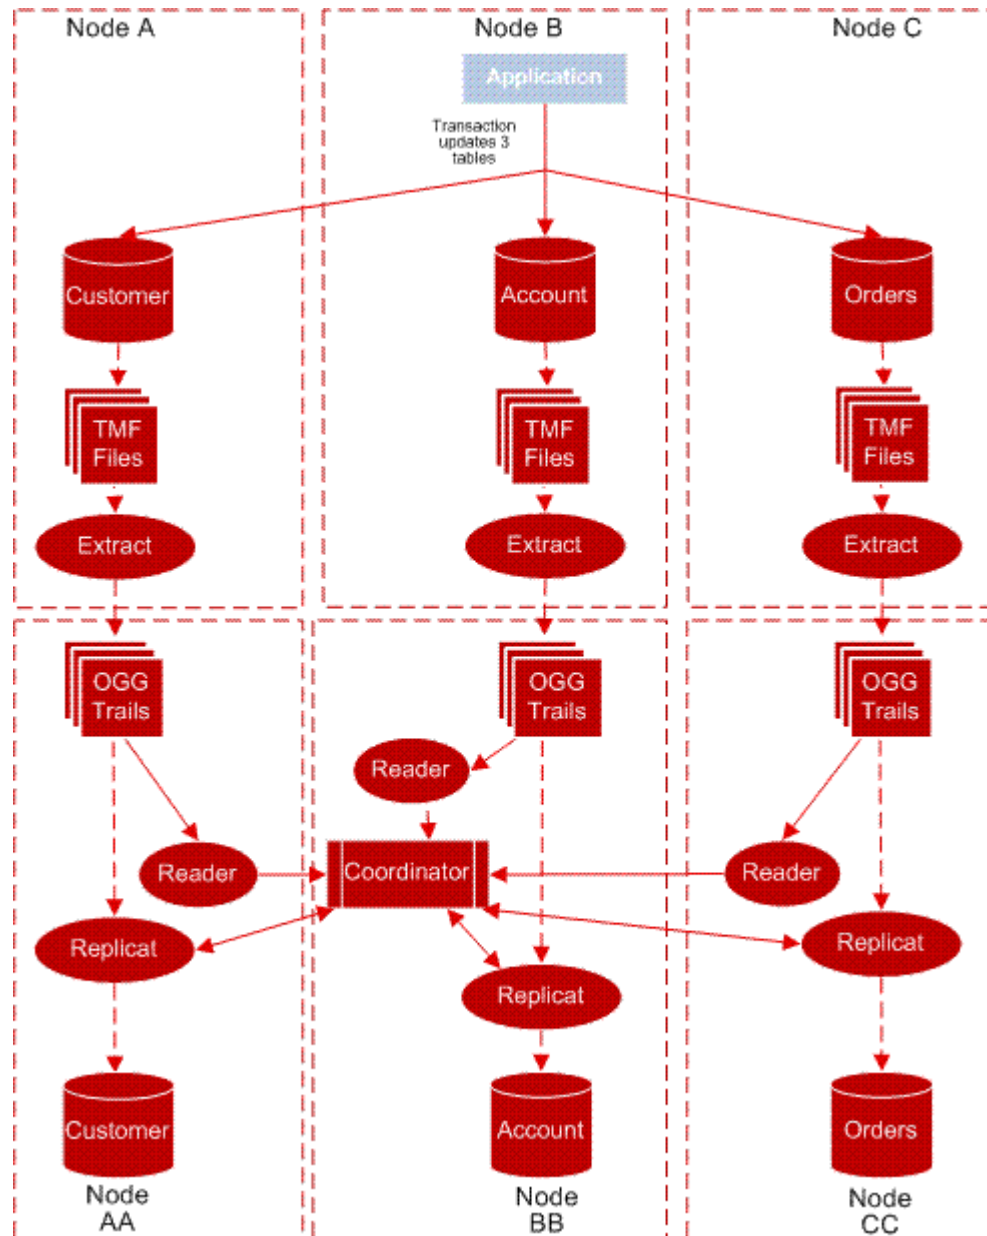 Node A
Node B
Node C
Application
Transaction
updates 3
tables
Customer
Account
Orders
TMF
Files
TMF
Files
TMF
Files
Extract
Extract
Extract
OGG
Trails
OGG
Trails
OGG
Trails
Reader
Reader
Coordinator
Reader
Replicat
Replicat
Replicat
Customer
Account
Orders
Node
AA
Node
BB
Node
CC